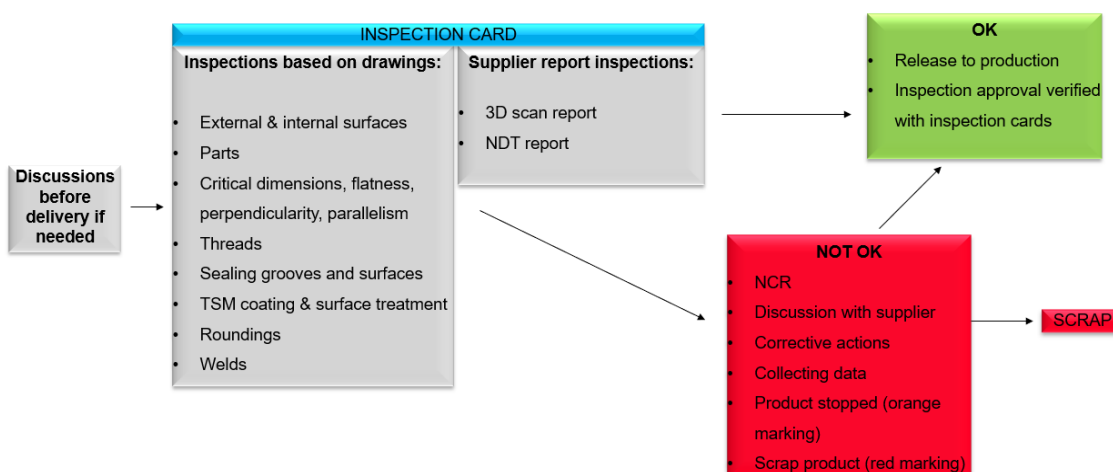 Discussions
before
delivery if
needed
INSPECTION CARD
Inspections based on drawings:
• External & internal surfaces
• Parts
• Critical dimensions, flatness,
perpendicularity, parallelism
• Threads
• Sealing grooves and surfaces
• TSM coating & surface treatment
• Roundings
• Welds
Supplier report inspections:
• 3D scan report
• NDT report
OK
• Release to production
• Inspection approval verified
with inspection cards
NOT OK
• NCR
• Discussion with supplier
• Corrective actions
• Collecting data
• Product stopped (orange
marking)
• Scrap product (red marking)
SCRAP